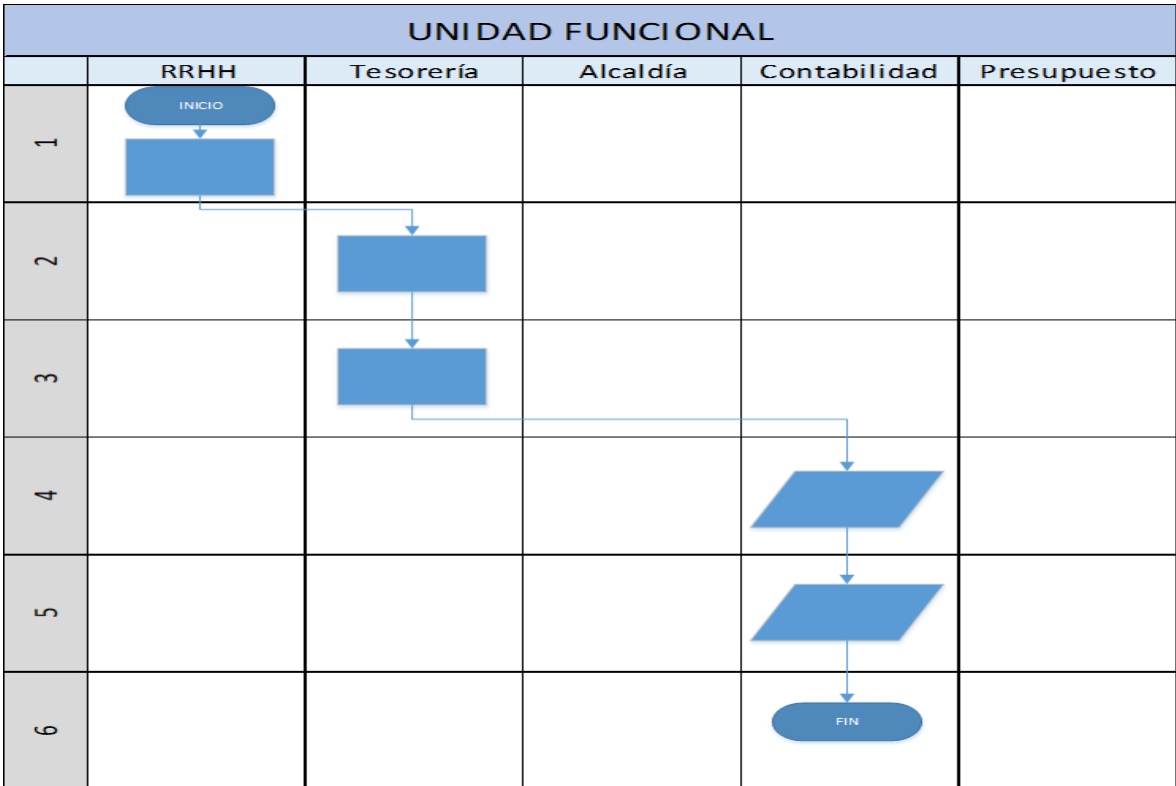 UNIDAD FUNCIONAL
RRHH Tesorería Alcaldía Contabilidad Presupuesto
INICIO
1
2
3
4
5
6
FIN